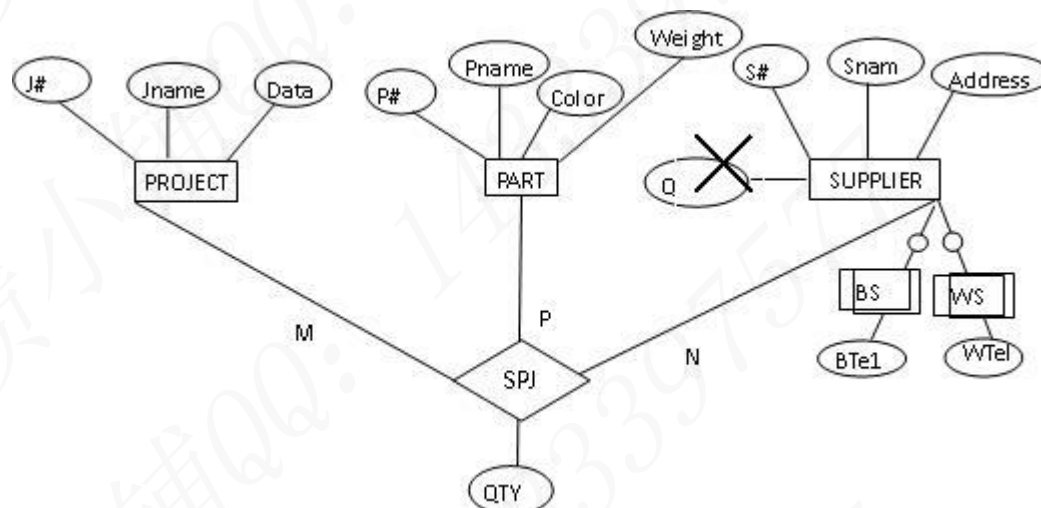 Weight
Pname
Snam
J#
S#
Jname
Data
Address
P#
Color
PROJECT
PART
Q
SUPPLIER
BS
WS
M
P
N
BTe1
WTel
SPJ
QTY